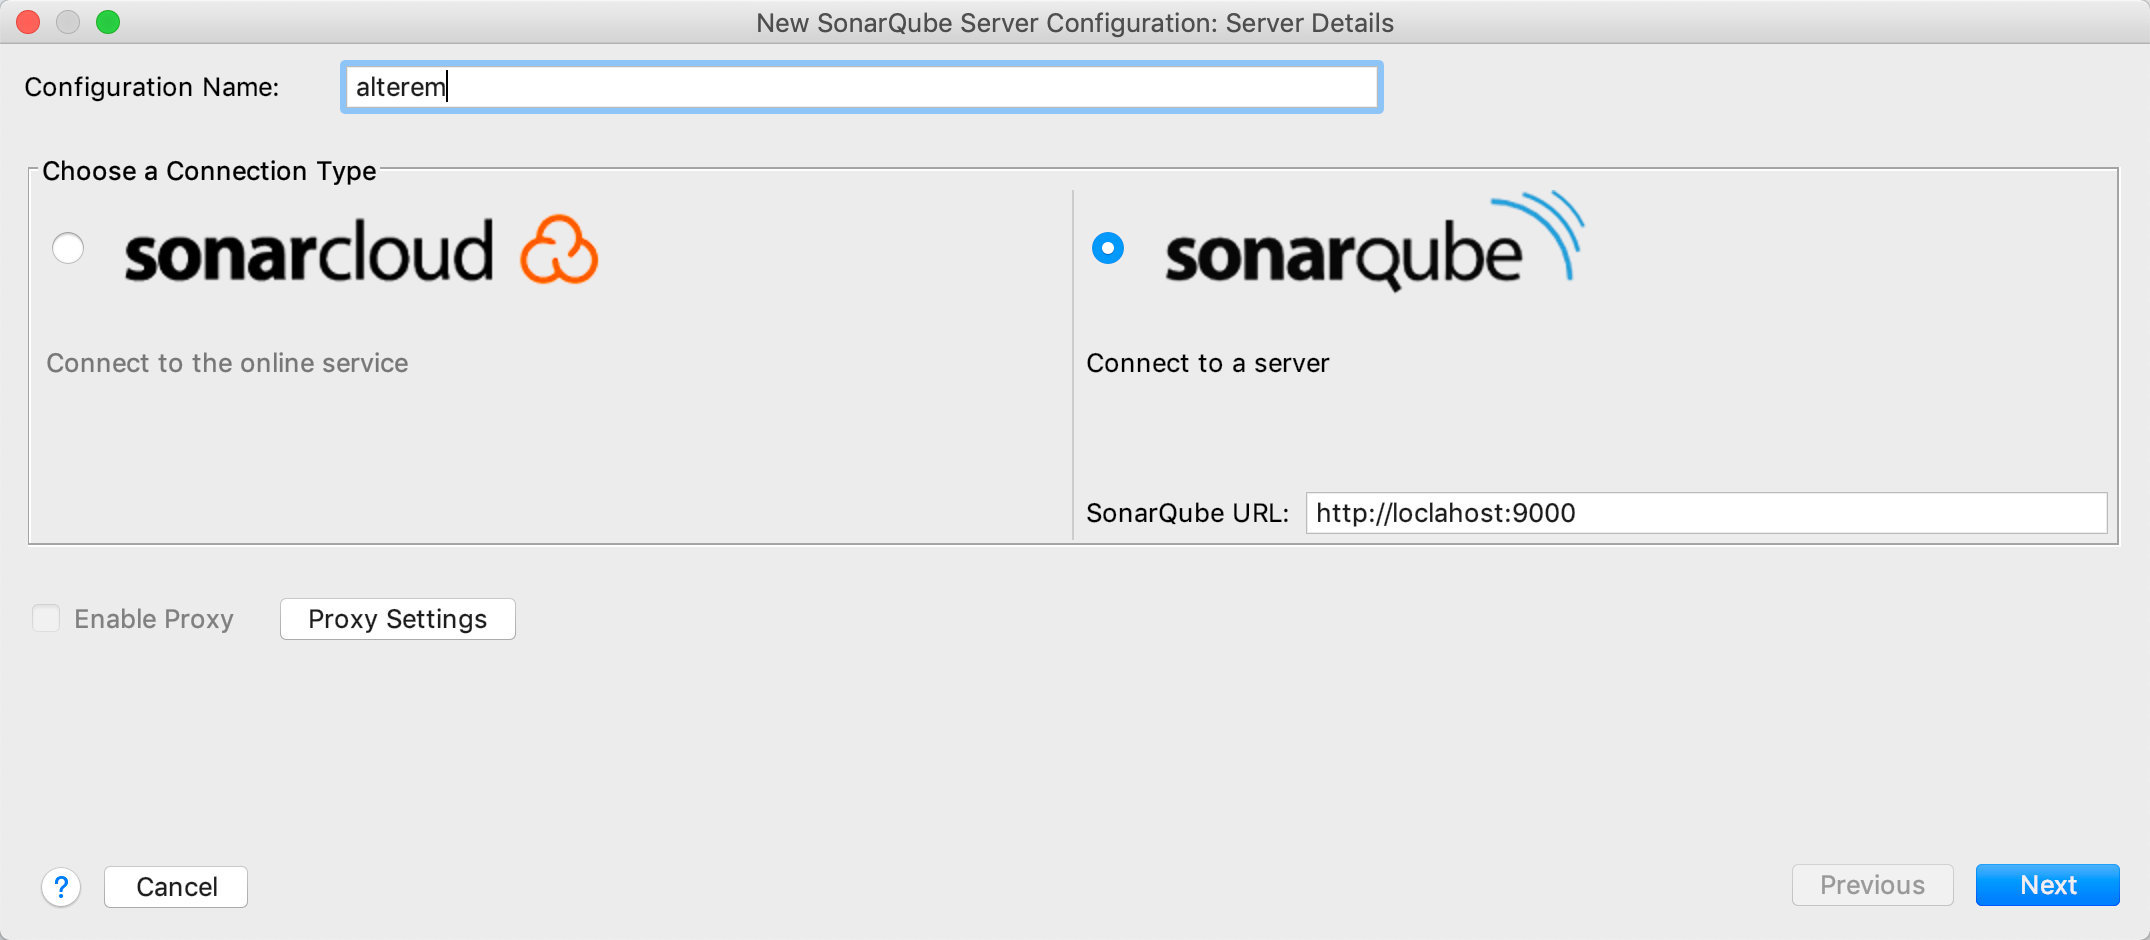 New SonarQube Server Configuration: Server Details
Configuration Name: alterem
Choose a Connection Type
sonarcloud
sonarqube
Connect to the online service
Connect to a server
SonarQube URL: http://loclahost:9000
Enable Proxy Proxy Settings
? Cancel Previous Next